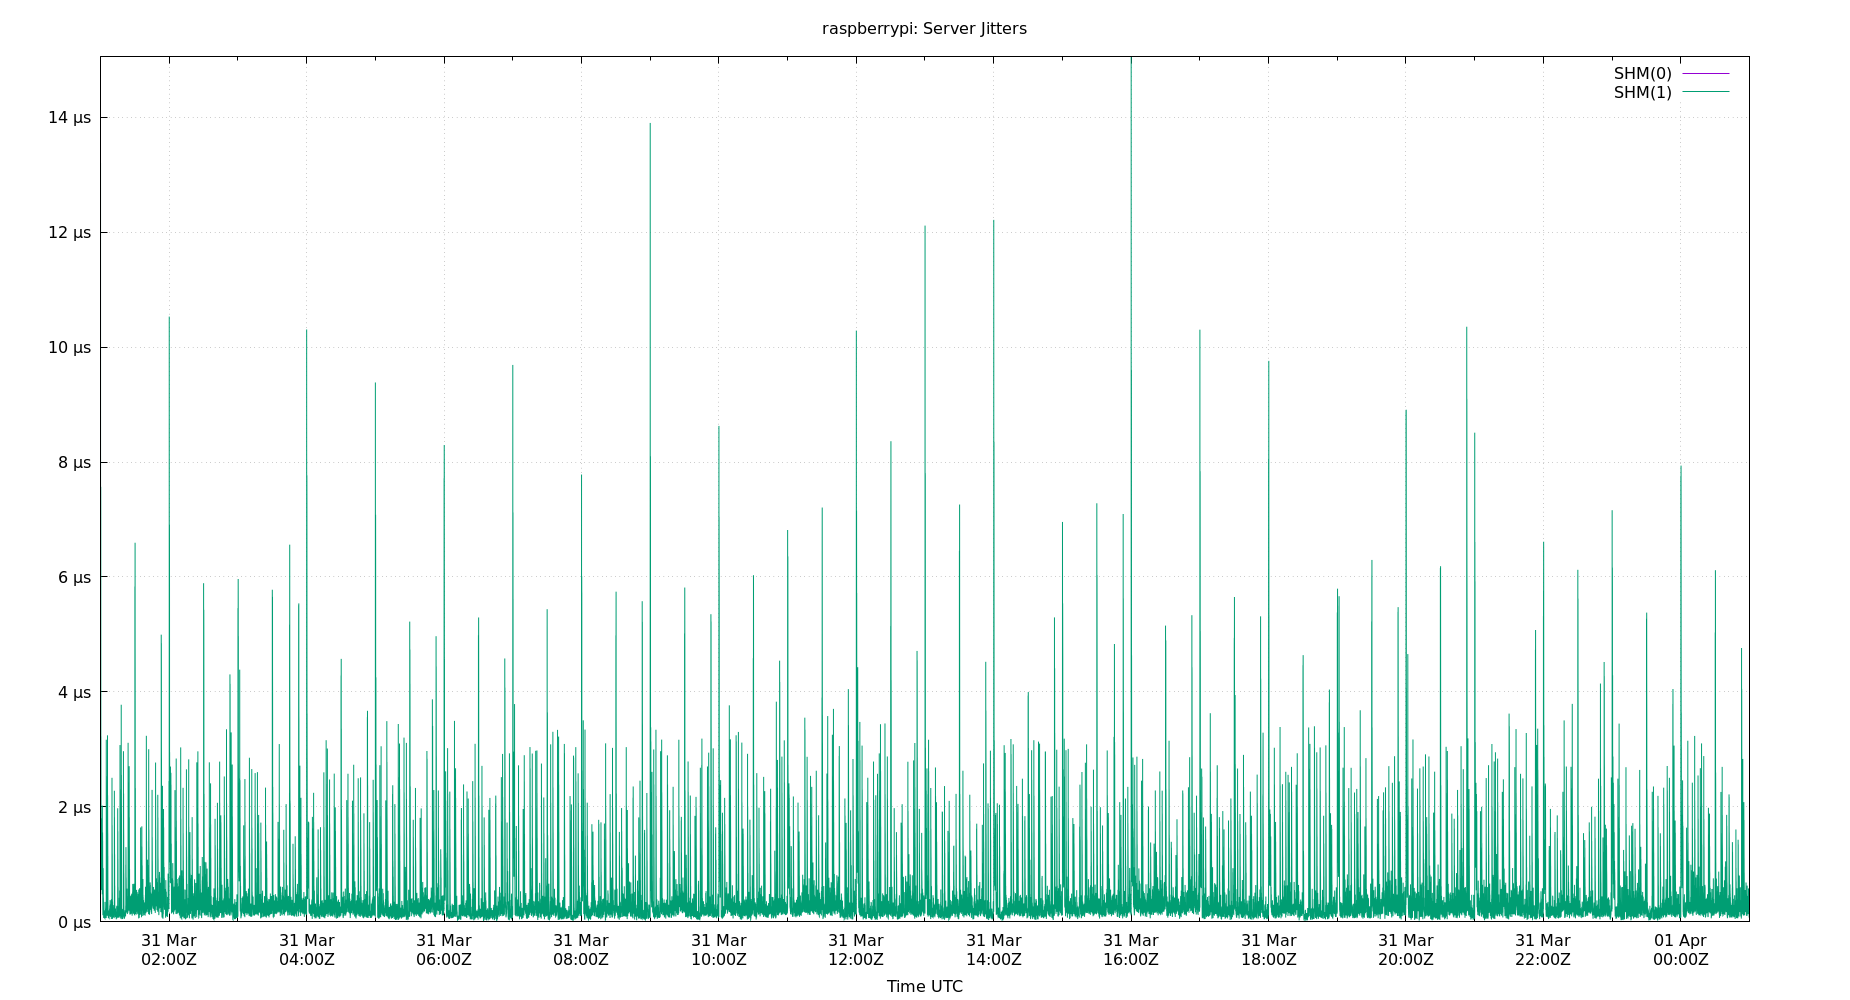 raspberrypi: Server Jitters
SHM(0)
SHM(1)
14 µs
12 µs
10 µs
8 µs
6 µs
4 µs
2 µs
0 µs
31 Mar 31 Mar 31 Mar 31 Mar 31 Mar 31 Mar 31 Mar 31 Mar 31 Mar 31 Mar 31 Mar 01 Apr
02:00Z 04:00Z 06:00Z 08:00Z 10:00Z 12:00Z 14:00Z 16:00Z 18:00Z 20:00Z 22:00Z 00:00Z
Time UTC